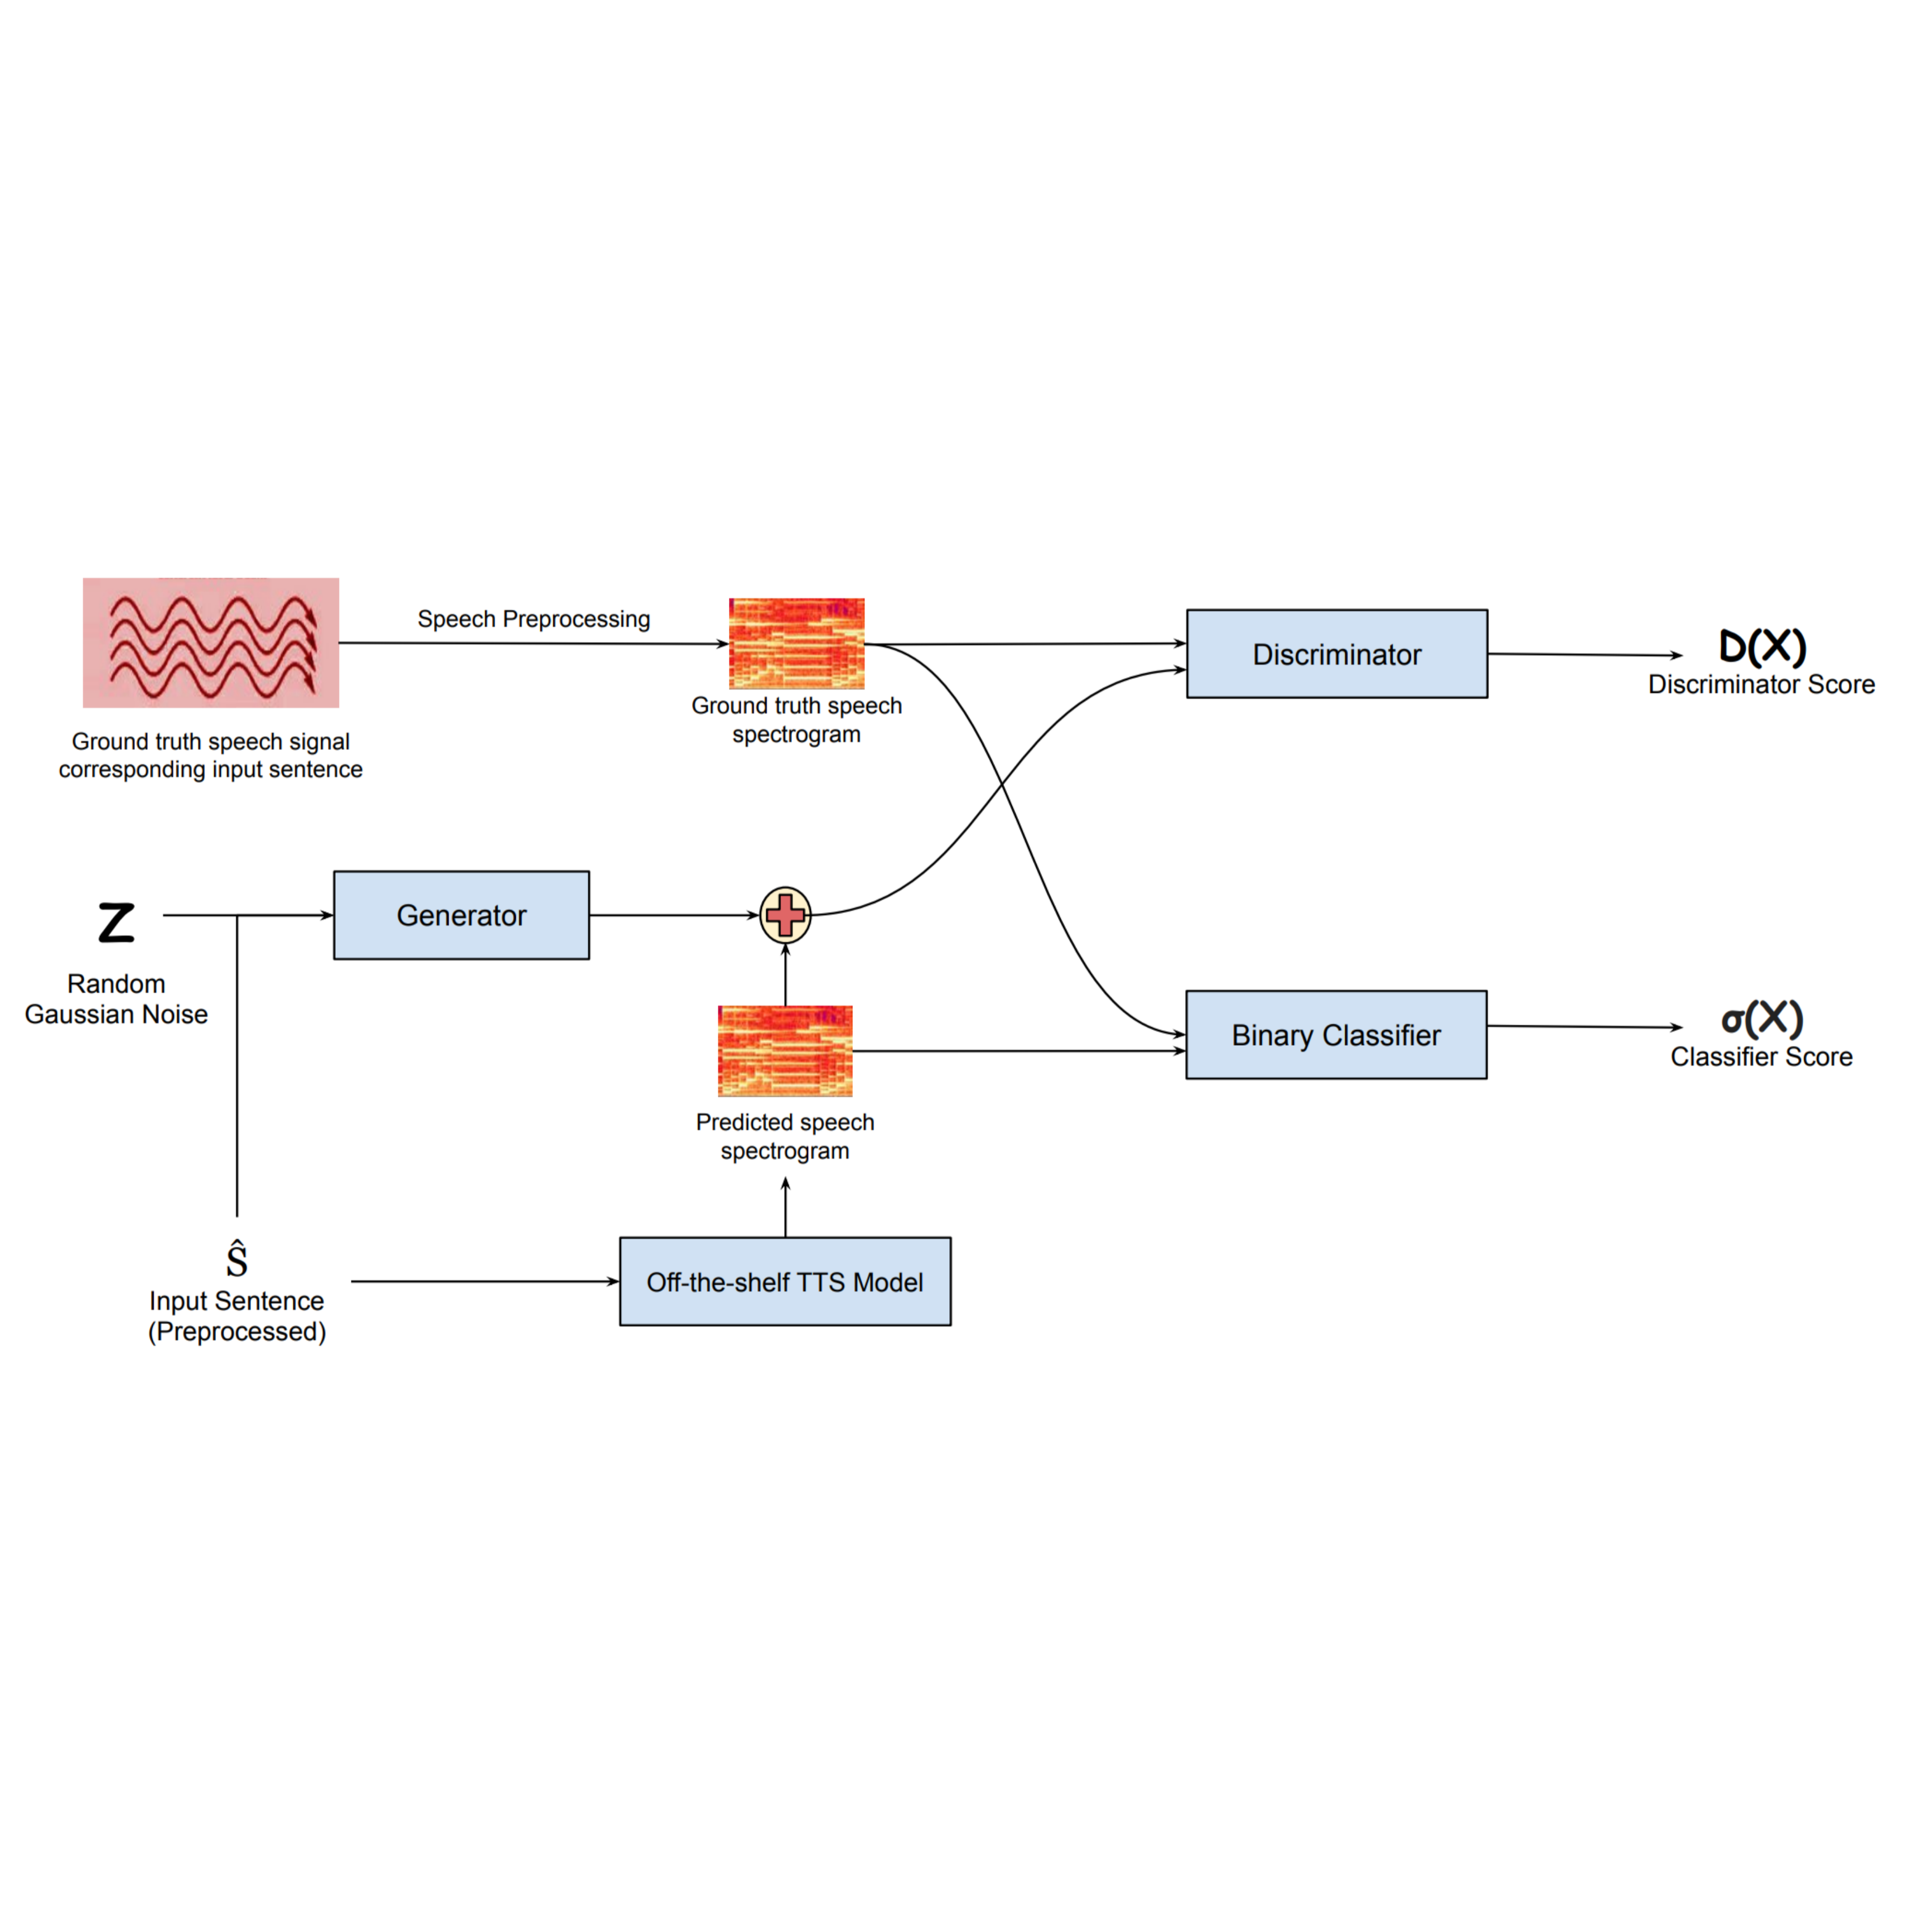 Speech Preprocessing
Ground truth speech signal
corresponding input sentence
Ground truth speech
spectrogram
Discriminator
D(X)
Discriminator Score
Z
Random
Gaussian Noise
Generator
Binary Classifier
σ(X)
Classifier Score
Predicted speech
spectrogram
Ŝ
Input Sentence
(Preprocessed)
Off-the-shelf TTS Model